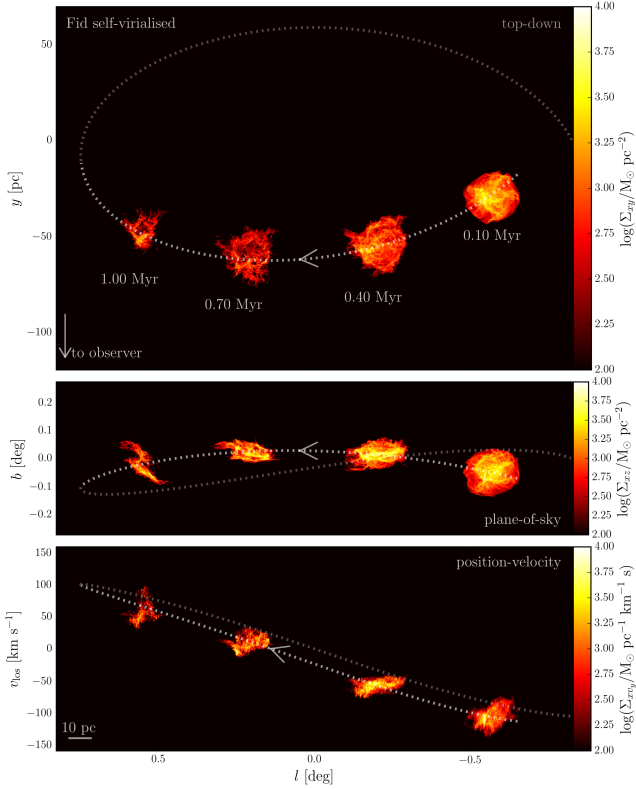 Fid self-virialised
top-down
50
0
−50
−100
y [pc]
0.10 Myr
0.40 Myr
0.70 Myr
1.00 Myr
to observer
4.00
3.75
3.50
3.25
3.00
2.75
2.50
2.25
2.00
log(Σxy/M⊙ pc−2)
0.2
0.1
0.0
−0.1
−0.2
b [deg]
plane-of-sky
4.00
3.75
3.50
3.25
3.00
2.75
2.50
2.25
2.00
log(Σxz/M⊙ pc−2)
150
100
50
0
−50
−100
−150
vlos [km s−1]
position-velocity
10 pc
4.00
3.75
3.50
3.25
3.00
2.75
2.50
2.25
2.00
log(Σxvy/M⊙ pc−1 km−1 s)
0.5
0.0
−0.5
l [deg]